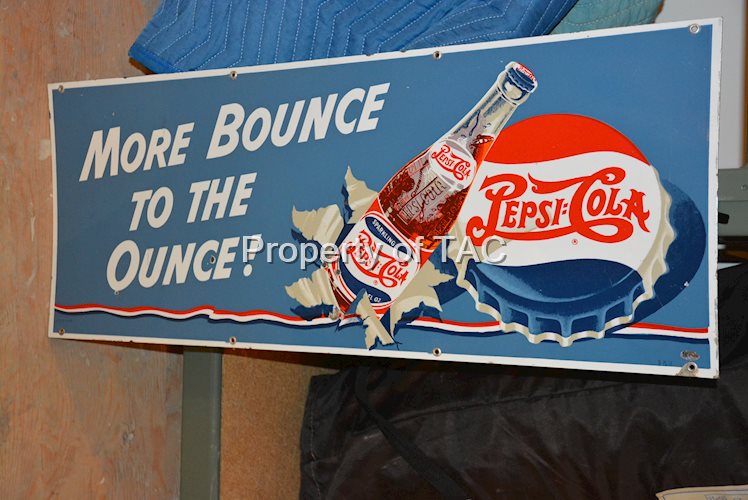 MORE BOUNCE
TO THE
OUNCE!
PEPSI-COLA
SPARKLING
PEPSI-COLA
PEPSI-COLA
Property of TAC